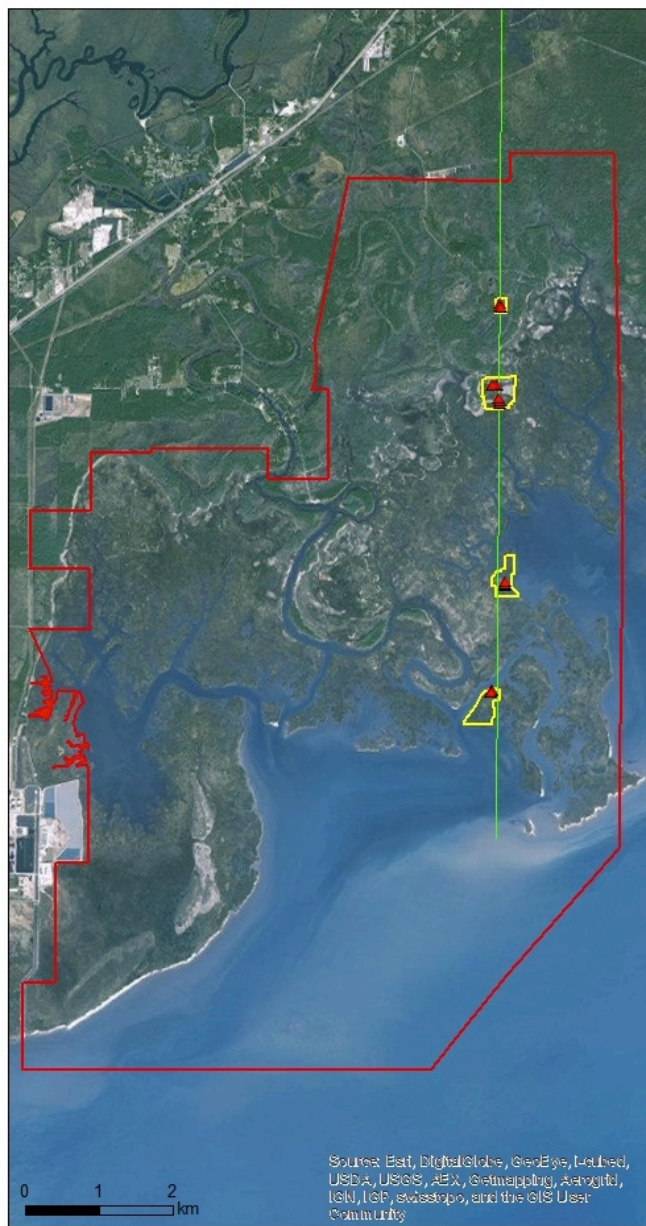 Source: Esri, DigitalGlobe, GeoEye, i-cubed,
USDA, USGS, AEX, Getmapping, Aerogrid,
IGN, IGP, swisstopo, and the GIS User
Community
0 1 2
km